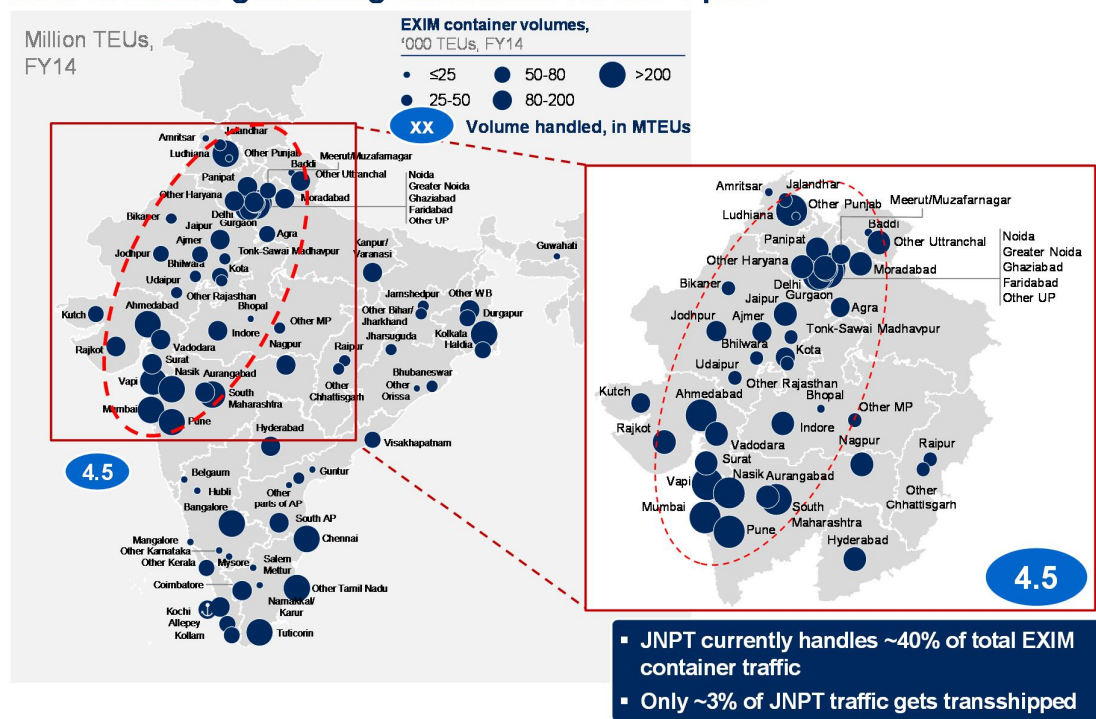 Million TEUs,
FY14
EXIM container volumes,
'000 TEUs, FY14
≤25
50-80
>200
25-50
80-200
xx
Volume handled, in MTEUs
Amritsar
Jalandhar
Ludhiana
Other Punjab
Meerut/Muzafarnagar
Baddi
Other Uttranchal
Panipat
Noida
Greater Noida
Ghaziabad
Faridabad
Other UP
Other Haryana
Moradabad
Delhi
Gurgaon
Bikaner
Jaipur
Agra
Ajmer
Kanpur/
Varanasi
Guwahati
Jodhpur
Tonk-Sawai Madhavpur
Bhilwara
Kota
Udaipur
Other Rajasthan
Jamshedpur
Other WB
Ahmedabad
Bhopal
Kutch
Other Bihar/
Jharkhand
Durgapur
Other MP
Indore
Kolkata
Haldia
Rajkot
Vadodara
Nagpur
Raipur
Jharsuguda
Surat
Nasik
Aurangabad
Bhubaneswar
Vapi
South
Maharashtra
Other
Chhattisgarh
Other
Orissa
Mumbai
Pune
Hyderabad
Visakhapatnam
4.5
Belgaum
Guntur
Hubli
Other
parts of AP
Bangalore
South AP
Mangalore
Chennai
Other Karnataka
Other Kerala
Mysore
Salem
Mettur
Coimbatore
Other Tamil Nadu
Namakkal/
Karur
Kochi
Allepey
Kollam
Tuticorin
Amritsar
Jalandhar
Ludhiana
Other Punjab
Meerut/Muzafarnagar
Baddi
Other Uttranchal
Panipat
Noida
Greater Noida
Ghaziabad
Faridabad
Other UP
Other Haryana
Moradabad
Delhi
Gurgaon
Bikaner
Jaipur
Agra
Jodhpur
Ajmer
Tonk-Sawai Madhavpur
Bhilwara
Kota
Udaipur
Other Rajasthan
Kutch
Ahmedabad
Bhopal
Other MP
Rajkot
Indore
Vadodara
Nagpur
Raipur
Surat
Nasik
Aurangabad
Vapi
Other
Chhattisgarh
Mumbai
South
Maharashtra
Pune
Hyderabad
4.5
▪ JNPT currently handles ~40% of total EXIM
container traffic
▪ Only ~3% of JNPT traffic gets transshipped